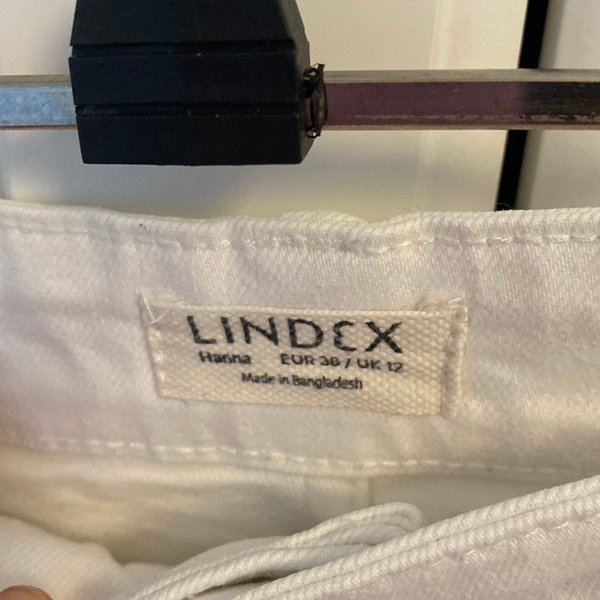 LINDEX
Hanna EUR 38 / UK 12
Made in Bangladesh